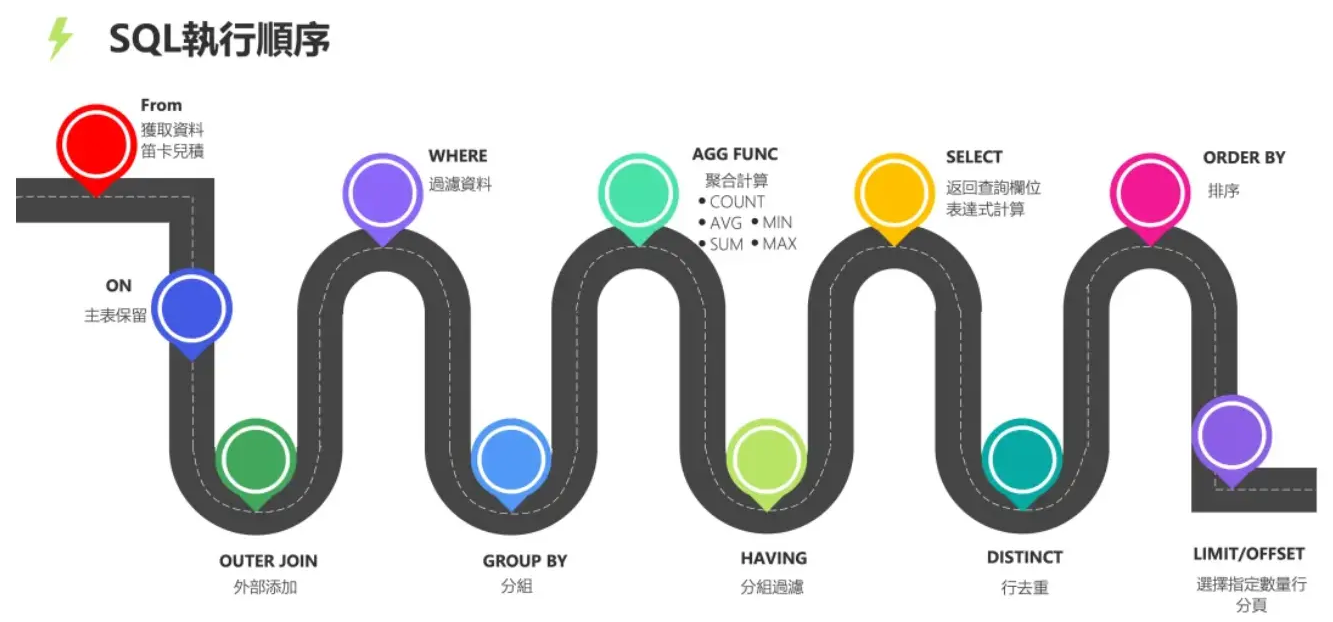 SQL執行順序
From
獲取資料
笛卡兒積
ON
主表保留
OUTER JOIN
外部添加
WHERE
過濾資料
GROUP BY
分組
AGG FUNC
聚合計算
• COUNT
• AVG • MIN
• SUM • MAX
HAVING
分組過濾
SELECT
返回查詢欄位
表達式計算
DISTINCT
行去重
ORDER BY
排序
LIMIT/OFFSET
選擇指定數量行
分頁